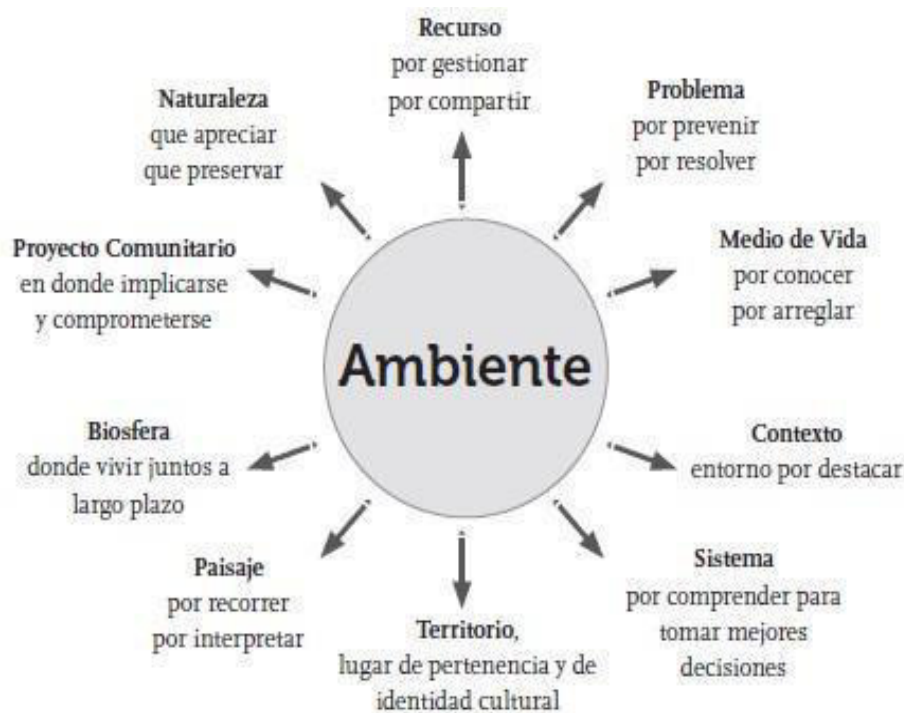 Recurso
por gestionar
por compartir
Problema
por prevenir
por resolver
Medio de Vida
por conocer
por arreglar
Contexto
entorno por destacar
Sistema
por comprender para
tomar mejores
decisiones
Territorio,
lugar de pertenencia y de
identidad cultural
Paisaje
por recorrer
por interpretar
Biosfera
donde vivir juntos a
largo plazo
Proyecto Comunitario
en donde implicarse
y comprometerse
Naturaleza
que apreciar
que preservar
Ambiente